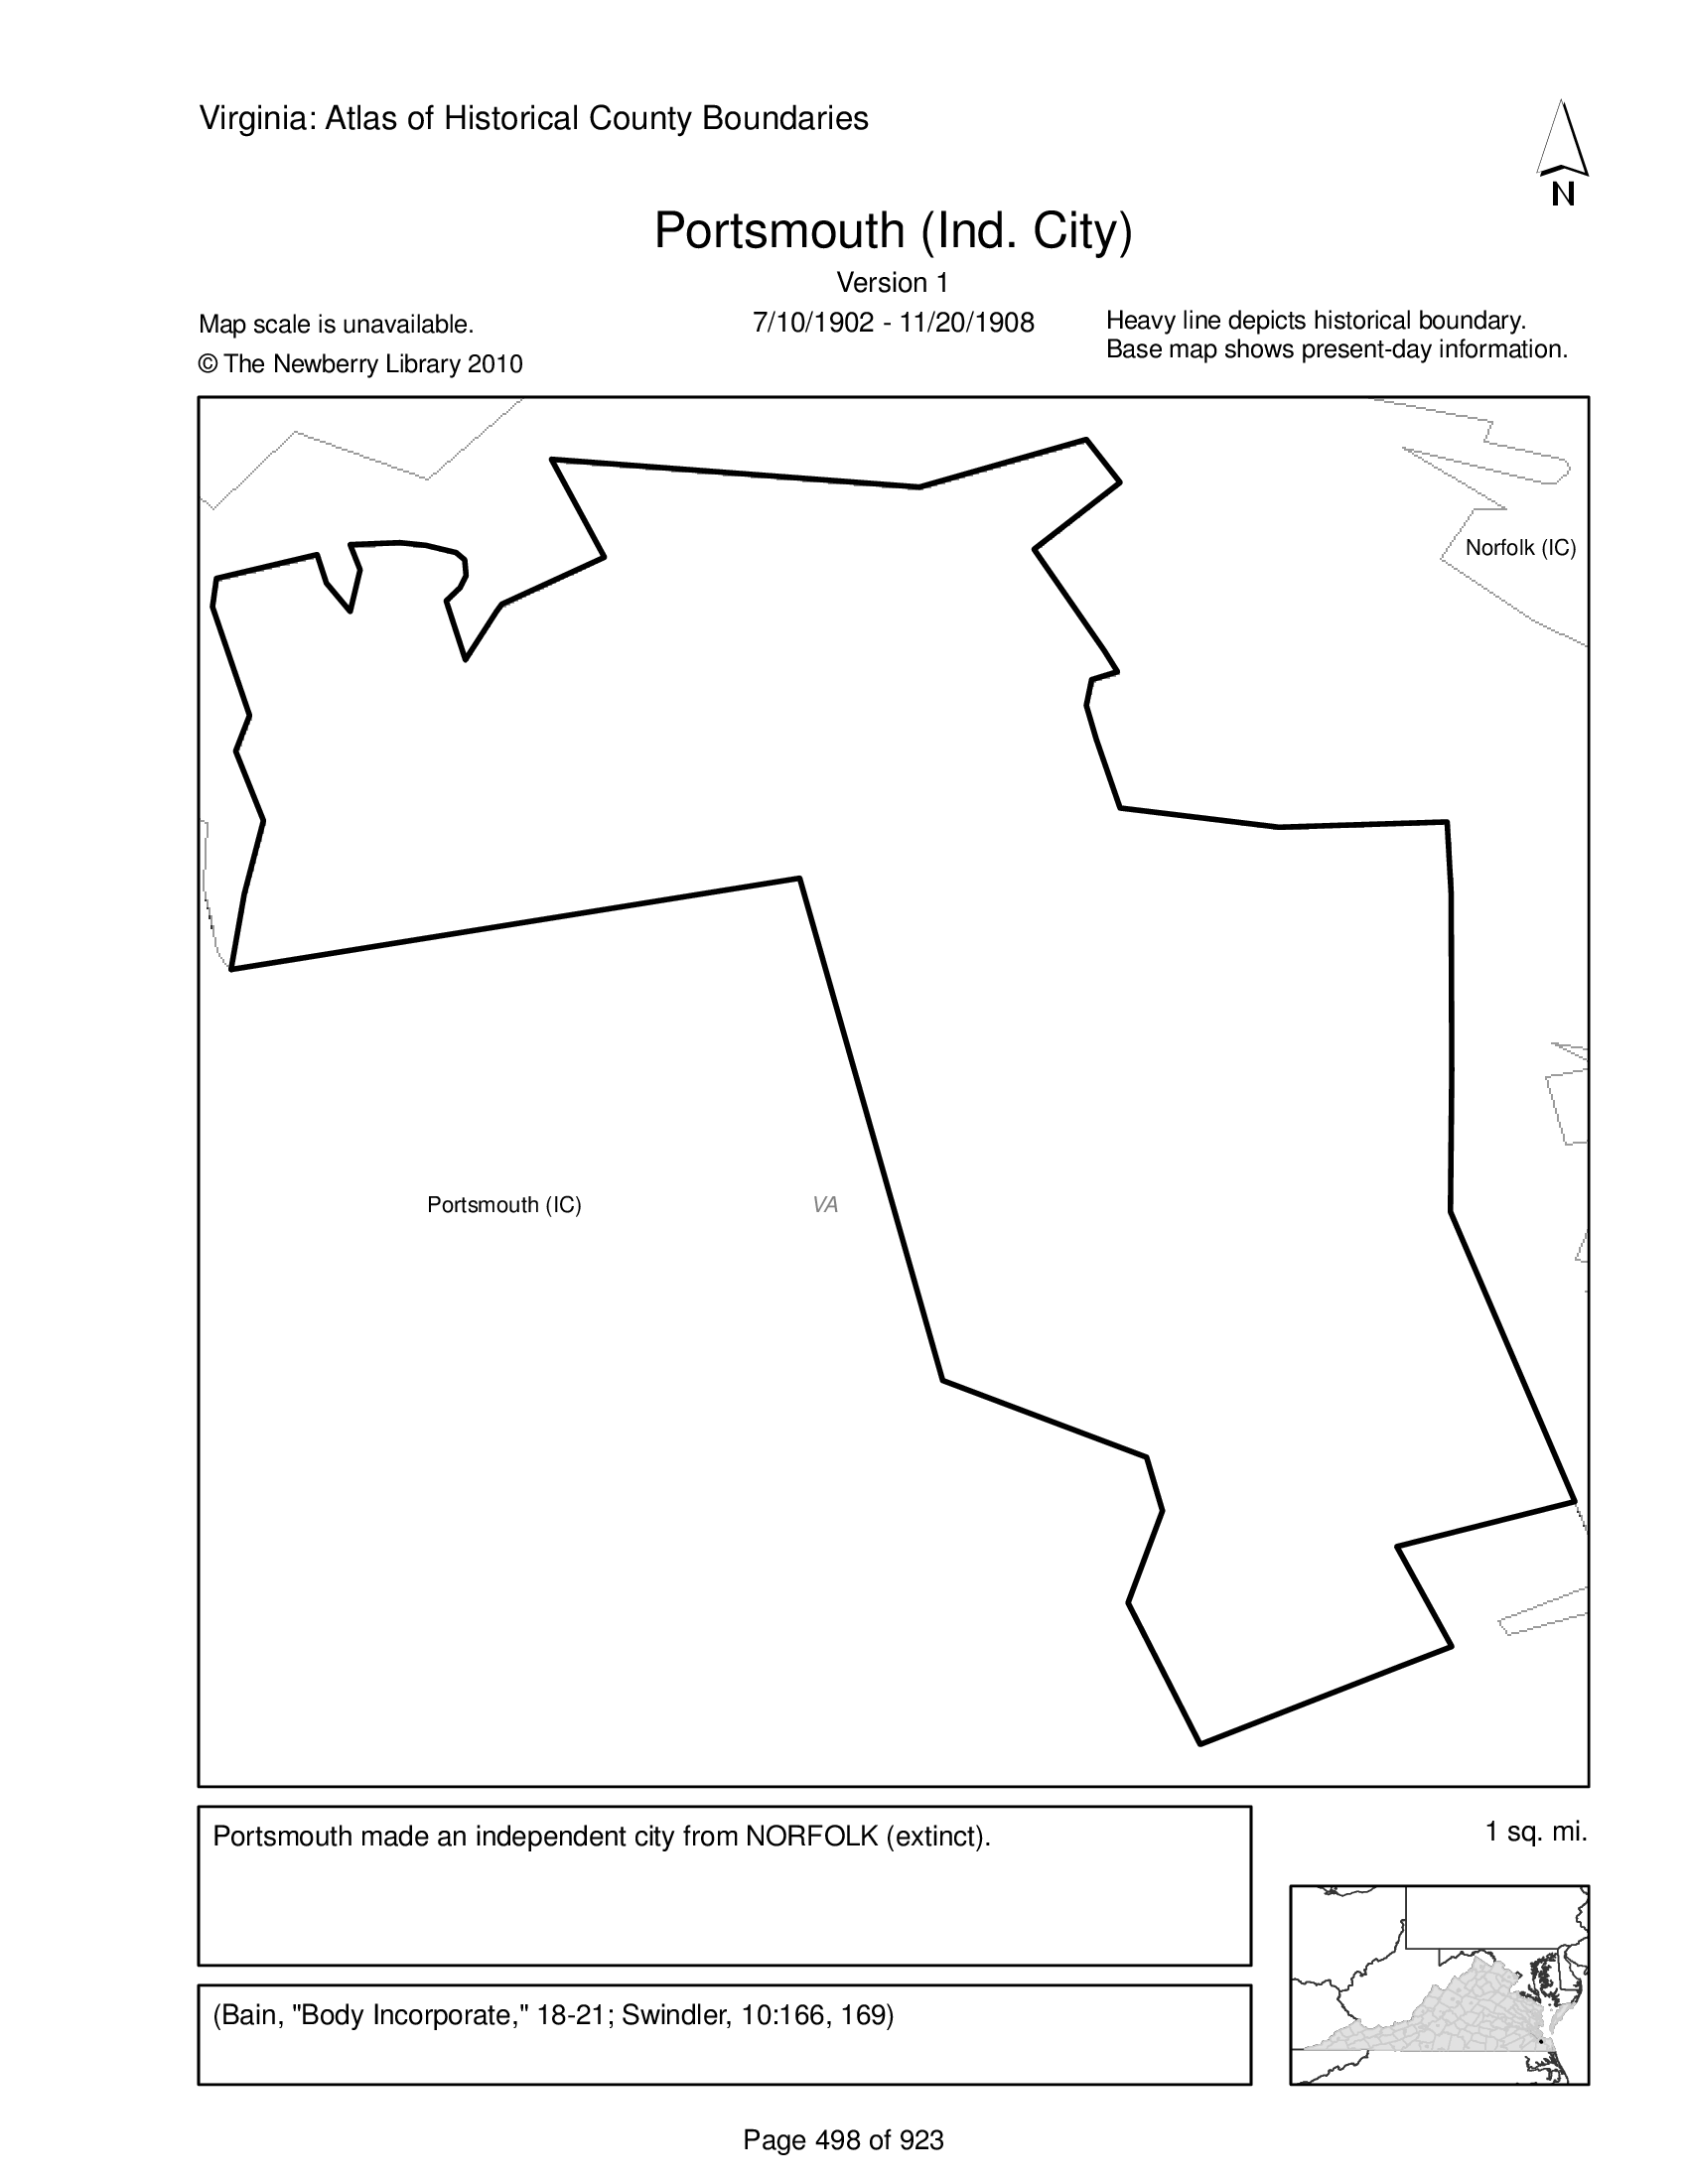 Virginia: Atlas of Historical County Boundaries
N
Portsmouth (Ind. City)
Version 1
Map scale is unavailable.
7/10/1902 - 11/20/1908
Heavy line depicts historical boundary.
© The Newberry Library 2010
Base map shows present-day information.
Norfolk (IC)
Portsmouth (IC)
VA
Portsmouth made an independent city from NORFOLK (extinct).
1 sq. mi.
(Bain, "Body Incorporate," 18-21; Swindler, 10:166, 169)
Page 498 of 923